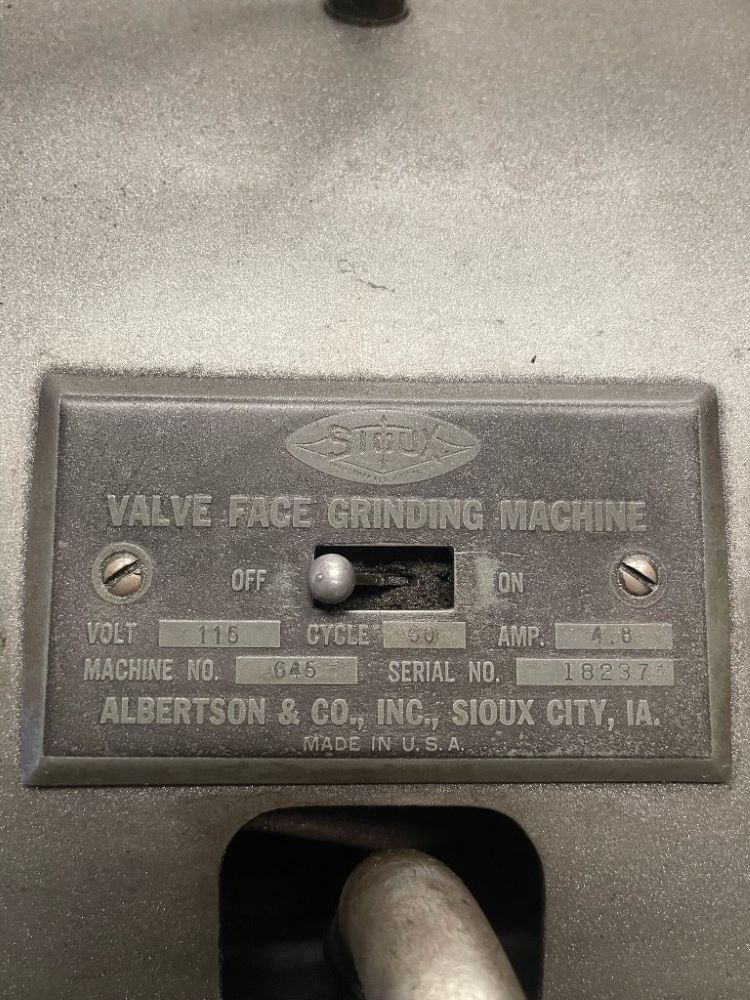 SIOUX
VALVE FACE GRINDING MACHINE
OFF ON
VOLT 115 CYCLE 60 AMP. 4.8
MACHINE NO. 645 SERIAL NO. 18237
ALBERTSON & CO., INC., SIOUX CITY, IA.
MADE IN U.S.A.